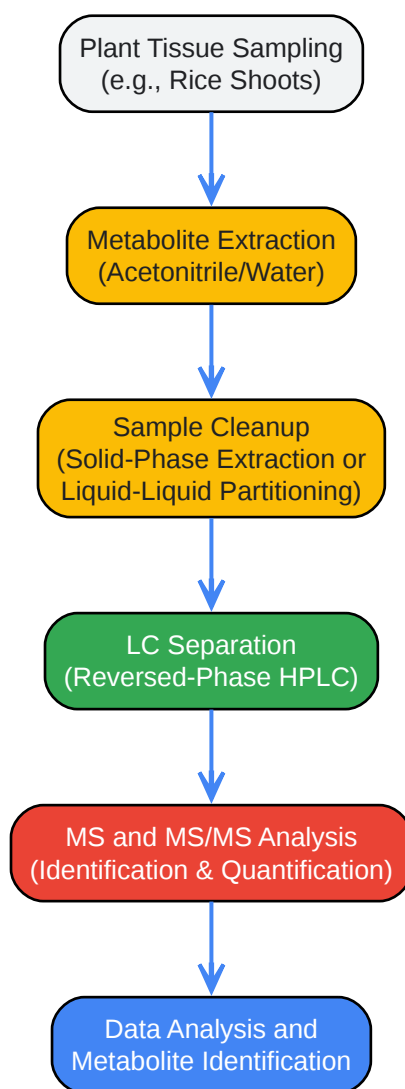 Plant Tissue Sampling
(e.g., Rice Shoots)
Metabolite Extraction
(Acetonitrile/Water)
Sample Cleanup
(Solid-Phase Extraction or
Liquid-Liquid Partitioning)
LC Separation
(Reversed-Phase HPLC)
MS and MS/MS Analysis
(Identification & Quantification)
Data Analysis and
Metabolite Identification